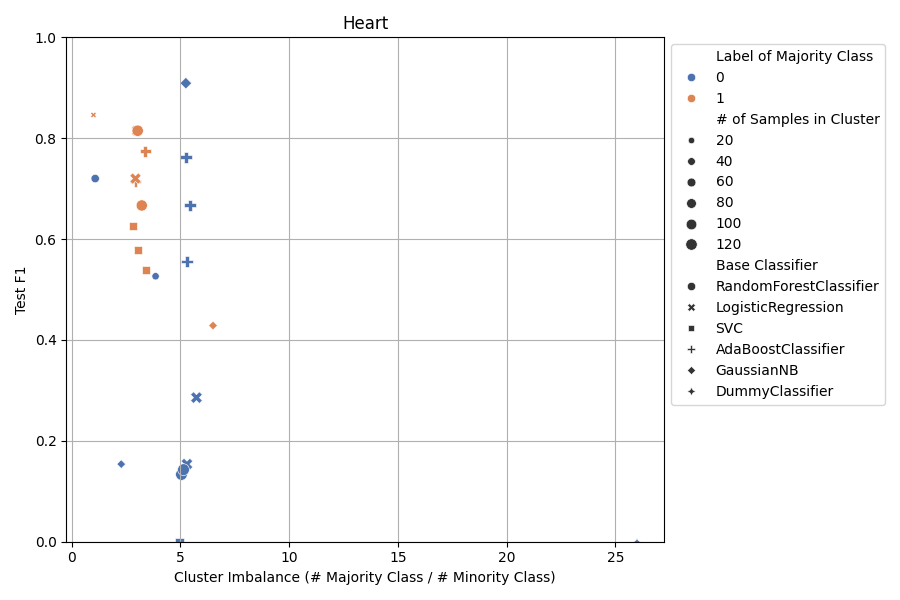 Heart
Test F1
1.0
0.8
0.6
0.4
0.2
0.0
0 5 10 15 20 25
Cluster Imbalance (# Majority Class / # Minority Class)
Label of Majority Class
0
1
# of Samples in Cluster
20
40
60
80
100
120
Base Classifier
RandomForestClassifier
LogisticRegression
SVC
AdaBoostClassifier
GaussianNB
DummyClassifier